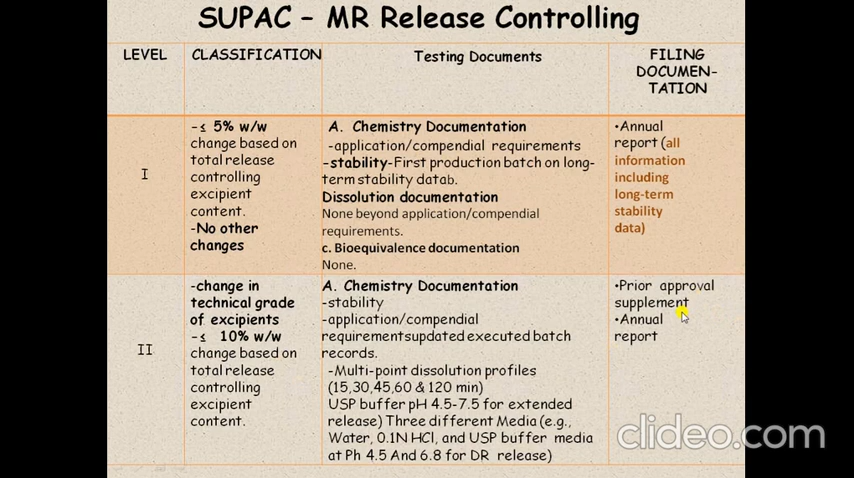 SUPAC – MR Release Controlling
LEVEL
CLASSIFICATION
Testing Documents
FILING
DOCUMEN-
TATION
I
-≤ 5% w/w
change based on
total release
controlling
excipient
content.
-No other
changes
A. Chemistry Documentation
-application/compendial requirements
-stability-First production batch on long-
term stability datab.
Dissolution documentation
None beyond application/compendial
requirements.
c. Bioequivalence documentation
None.
•Annual
report (all
information
including
long-term
stability
data)
II
-change in
technical grade
of excipients
-≤ 10% w/w
change based on
total release
controlling
excipient
content.
A. Chemistry Documentation
-stability
-application/compendial
requirementsupdated executed batch
records.
-Multi-point dissolution profiles
(15,30,45,60 & 120 min)
USP buffer pH 4.5-7.5 for extended
release) Three different Media (e.g.,
Water, 0.1N HCl, and USP buffer media
at Ph 4.5 And 6.8 for DR release)
•Prior approval
supplement
•Annual
report
clideo.com